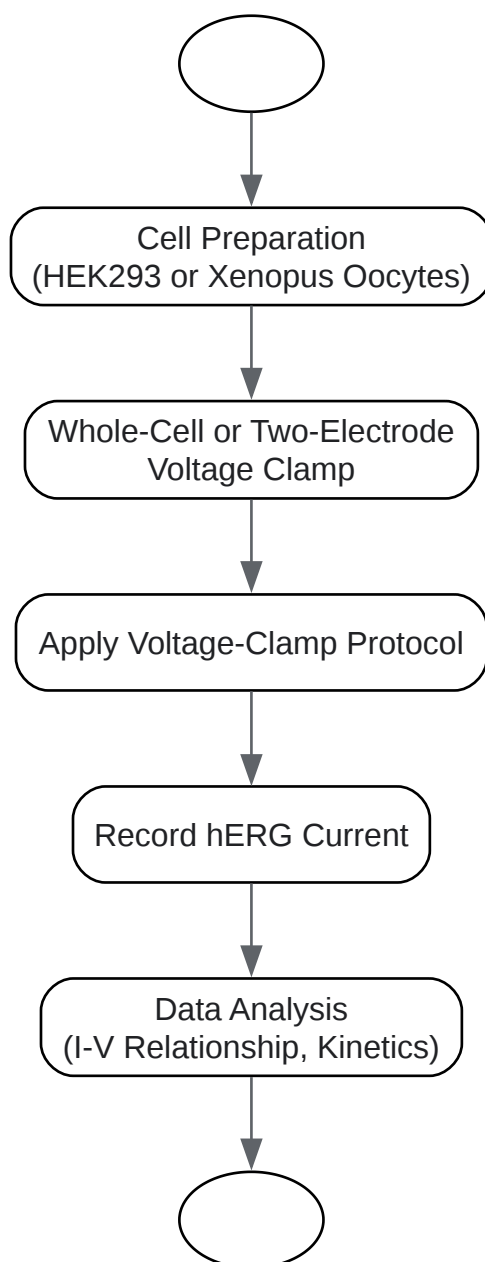 Cell Preparation
(HEK293 or Xenopus Oocytes)
Whole-Cell or Two-Electrode
Voltage Clamp
Apply Voltage-Clamp Protocol
Record hERG Current
Data Analysis
(I-V Relationship, Kinetics)